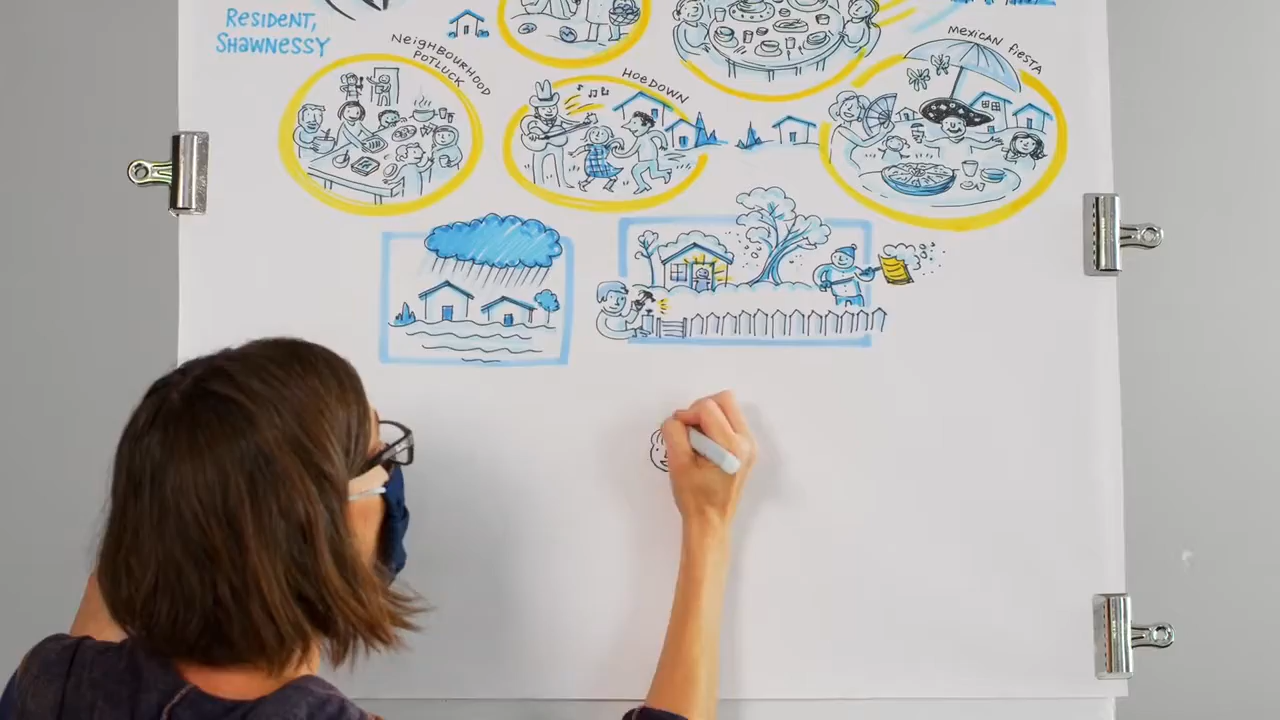 RESIDENT,
SHAWNESSY
NEIGHBOURHOOD
POTLUCK
HOEDOWN
MEXICAN FIESTA